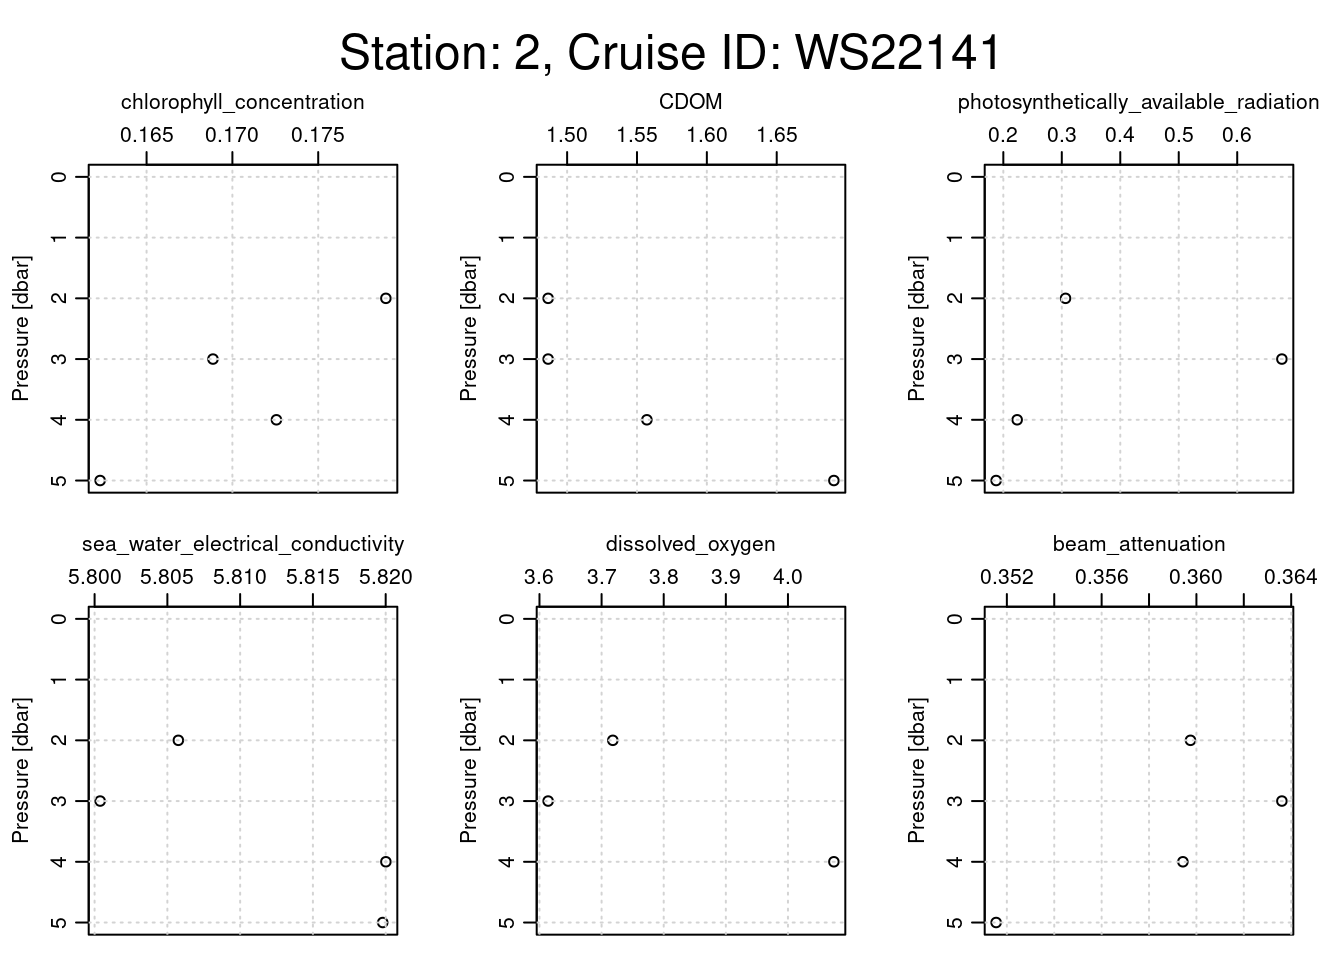 Station: 2, Cruise ID: WS22141
chlorophyll_concentration
0.165 0.170 0.175
Pressure [dbar]
0
1
2
3
4
5
CDOM
1.50 1.55 1.60 1.65
Pressure [dbar]
0
1
2
3
4
5
photosynthetically_available_radiation
0.2 0.3 0.4 0.5 0.6
Pressure [dbar]
0
1
2
3
4
5
sea_water_electrical_conductivity
5.800 5.805 5.810 5.815 5.820
Pressure [dbar]
0
1
2
3
4
5
dissolved_oxygen
3.6 3.7 3.8 3.9 4.0
Pressure [dbar]
0
1
2
3
4
5
beam_attenuation
0.352 0.356 0.360 0.364
Pressure [dbar]
0
1
2
3
4
5